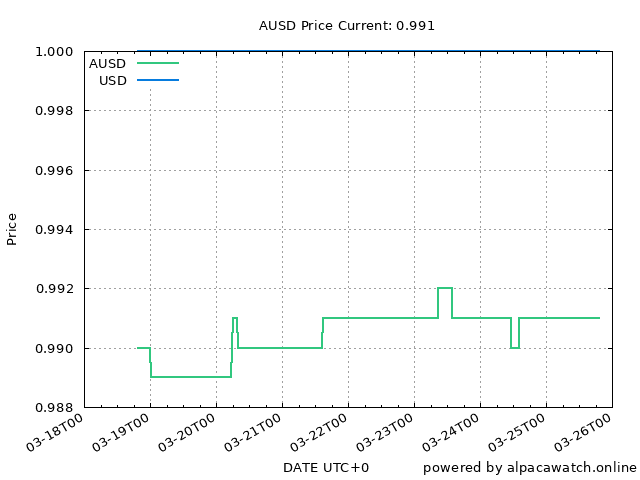 AUSD Price Current: 0.991
1.000
AUSD
USD
0.998
0.996
0.994
0.992
0.990
0.988
Price
03-18T00
03-19T00
03-20T00
03-21T00
03-22T00
03-23T00
03-24T00
03-25T00
03-26T00
DATE UTC+0
powered by alpacawatch.online